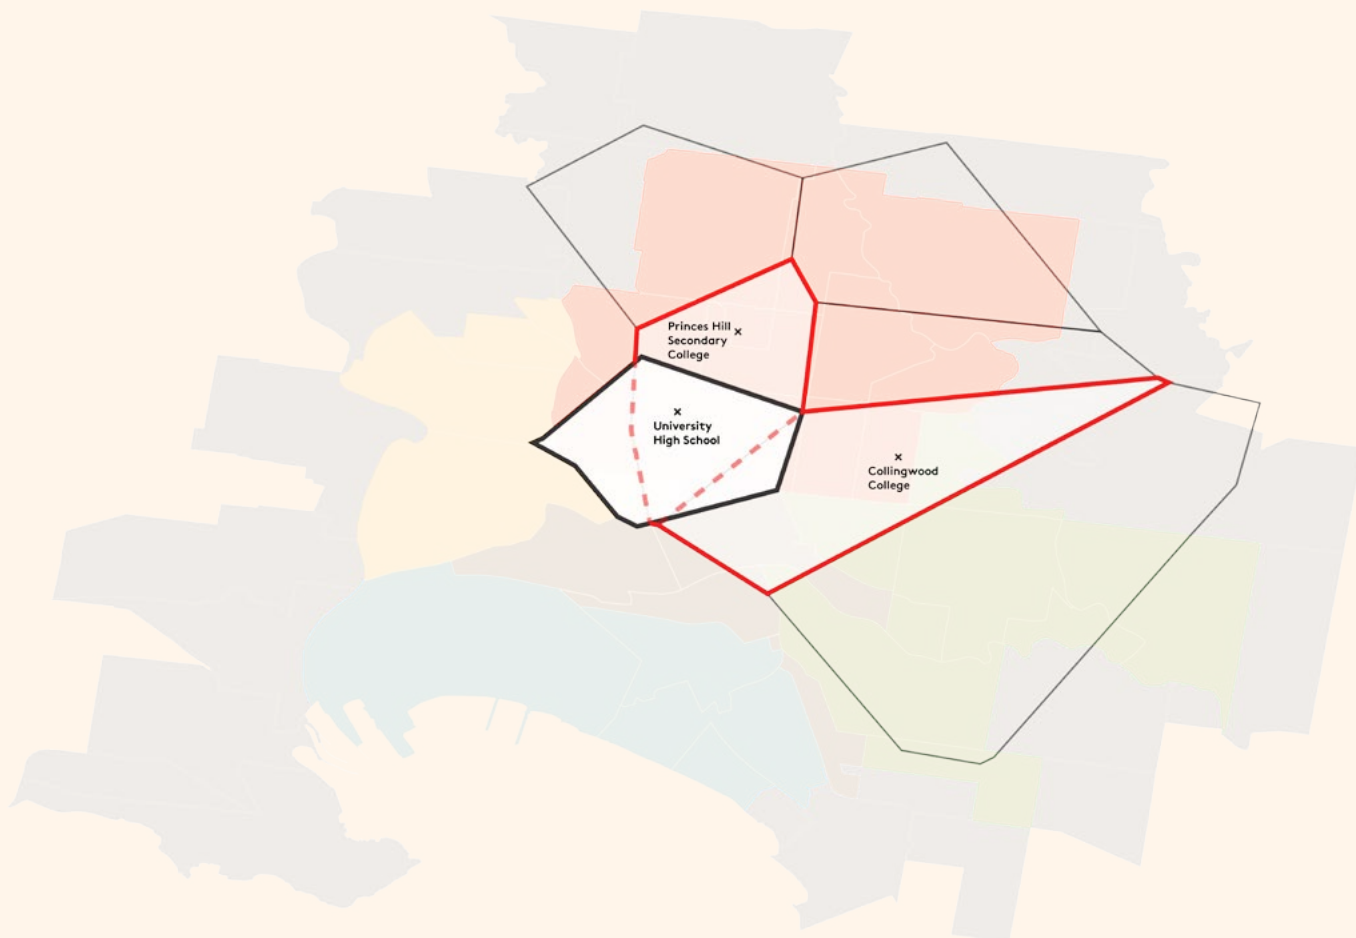 Princes Hill
Secondary
College
University
High School
Collingwood
College